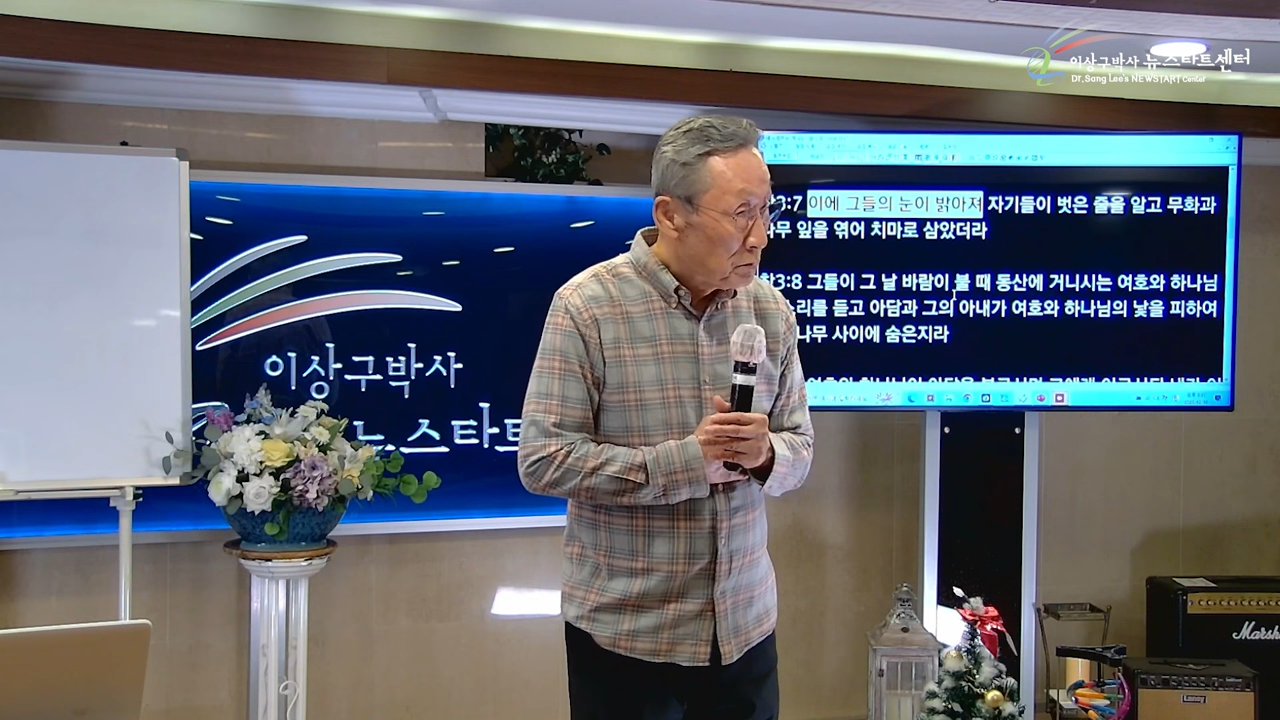 이상구박사 뉴스타트센터
Dr. Sang Lee's NEWSTART Center
3:7 이에 그들의 눈이 밝아져 자기들이 벗은 줄을 알고 무화과
나무 잎을 엮어 치마로 삼았더라
3:8 그들이 그 날 바람이 불 때 동산에 거니시는 여호와 하나님
소리를 듣고 아담과 그의 아내가 여호와 하나님의 낯을 피하여
나무 사이에 숨은지라
이상구박사
뉴스타트
Marshall
Laney